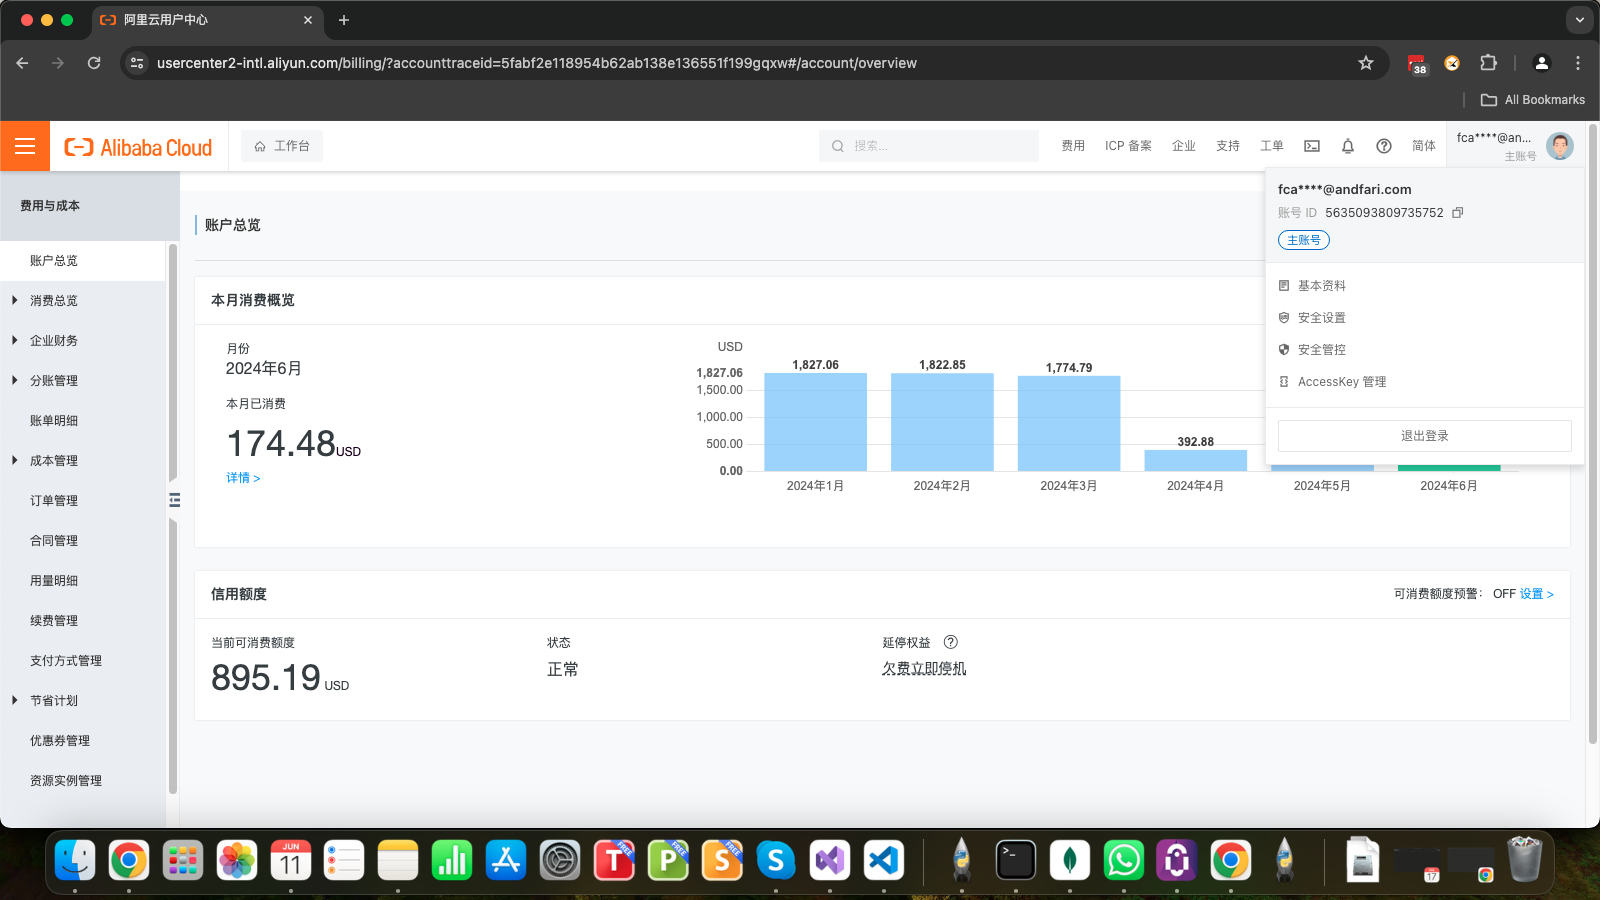 阿里云用户中心
usercenter2-intl.aliyun.com/billing/?accounttraceid=5fabf2e118954b62ab138e136551f199gqxw#/account/overview
38
All Bookmarks
Alibaba Cloud
工作台
搜索...
费用
ICP 备案
企业
支持
工单
简体
fca****@an...
主账号
fca****@andfari.com
账号 ID 5635093809735752
主账号
基本资料
安全设置
安全管控
AccessKey 管理
退出登录
费用与成本
账户总览
消费总览
企业财务
分账管理
账单明细
成本管理
订单管理
合同管理
用量明细
续费管理
支付方式管理
节省计划
优惠券管理
资源实例管理
账户总览
本月消费概览
月份
2024年6月
本月已消费
174.48USD
详情 >
USD
1,827.06
1,500.00
1,000.00
500.00
0.00
1,827.06
1,822.85
1,774.79
392.88
2024年1月
2024年2月
2024年3月
2024年4月
2024年5月
2024年6月
信用额度
可消费额度预警: OFF 设置 >
当前可消费额度
895.19 USD
状态
正常
延停权益
欠费立即停机
JUN
11
T FREE
P FREE
S FREE
S
17